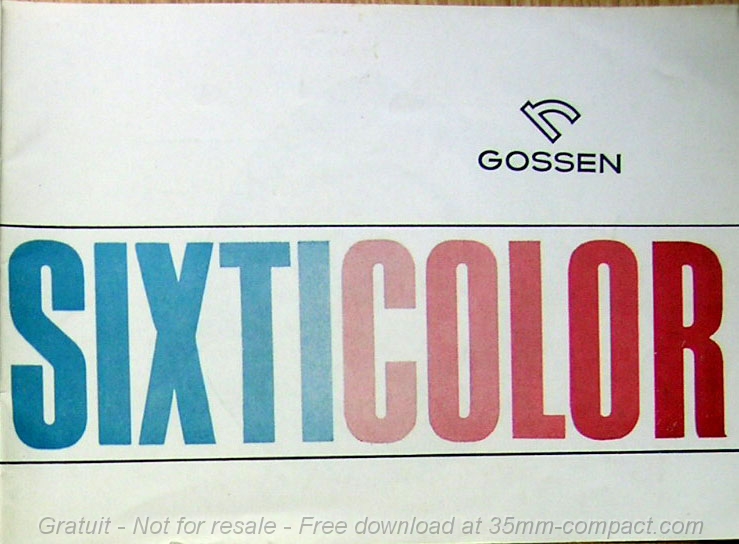 GOSSEN
SIXTICOLOR
Gratuit - Not for resale - Free download at 35mm-compact.com